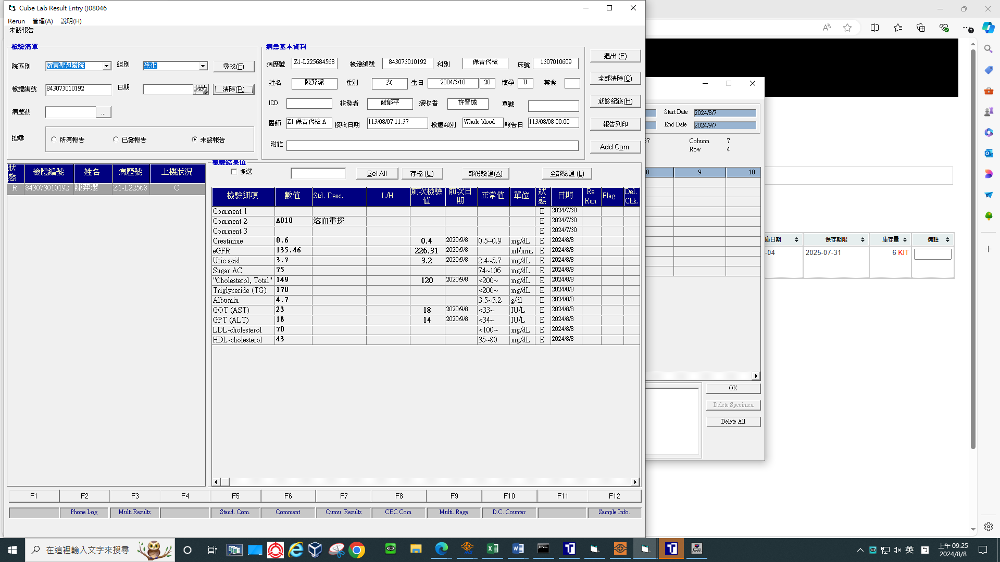 Cube Lab Result Entry ()08046
Rerun 管理(A) 說明(H)
未發報告
檢驗清單
院區別 羅東聖母醫院 組別 生化 尋找(F)
檢體編號 843073010192 日期 清除(R)
病歷號 ...
搜尋 所有報告 已發報告 未發報告
病患基本資料
病歷號 Z1-L225684568 檢體編號 843073010192 科別 保吉代檢 床號 1307010609
姓名 陳羿潔 性別 女 生日 2004/3/10 20 懷孕 U 禁食
ICD. 核發者 藍郁平 接收者 許晉誠 單號
醫師 Z1 保吉代檢 A 接收日期 113/08/07 11:37 檢體類別 Whole blood 報告日 113/08/08 00:00
附註
退出 (E)
全部清除(C)
就診紀錄(H)
報告列印
Add Com.
狀態 檢體編號 姓名 病歷號 上機狀況
R 843073010192 陳羿潔 Z1-L22568 C
檢驗結果值
多選 Sel All 存檔 (U) 部份驗證(A) 全部驗證 (L)
檢驗細項 數值 Std. Desc. L/H 前次檢驗值 前次日期 正常值 單位 狀態 日期 Re Run Flag Del. Chk.
Comment 1 E 2024/7/30
Comment 2 A010 溶血重採 E 2024/7/30
Comment 3 E 2024/7/30
Creatinine 0.6 0.4 2020/9/8 0.5~0.9 mg/dL E 2024/8/8
eGFR 135.46 226.31 2020/9/8 ml/min. E 2024/8/8
Uric acid 3.7 3.2 2020/9/8 2.4~5.7 mg/dL E 2024/8/8
Sugar AC 75 74~106 mg/dL E 2024/8/8
"Cholesterol, Total" 149 120 2020/9/8 <200~ mg/dL E 2024/8/8
Triglyceride (TG) 170 <200~ mg/dL E 2024/8/8
Albumin 4.7 3.5~5.2 g/dl E 2024/8/8
GOT (AST) 23 18 2020/9/8 <33~ IU/L E 2024/8/8
GPT (ALT) 18 14 2020/9/8 <34~ IU/L E 2024/8/8
LDL-cholesterol 70 <100~ mg/dL E 2024/8/8
HDL-cholesterol 43 35~80 mg/dL E 2024/8/8
F1 F2 F3 F4 F5 F6 F7 F8 F9 F10 F11 F12
Phone Log Multi Results Stand. Com. Comment Cumu. Results CBC Com Multi. Rage D.C. Counter Sample Info.
Start Date 2024/8/7
End Date 2024/9/7
37 Column 7
Row 4
8 9 10
OK
Delete Specimen
Delete All
庫日期 保存期限 庫存量 備註
-04 2025-07-31 6 KIT
在這裡輸入文字來搜尋
英
上午 09:25
2024/8/8